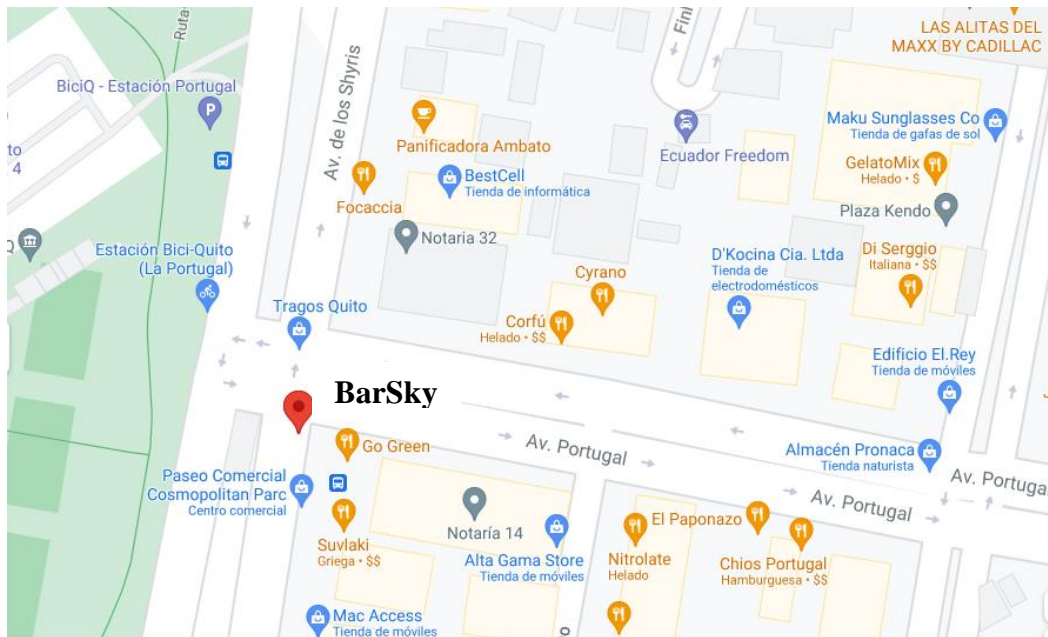 LAS ALITAS DEL
MAXX BY CADILLAC
Ruta
Fini
BiciQ - Estación Portugal
P
Av. de los Shyris
Maku Sunglasses Co
Tienda de gafas de sol
Panificadora Ambato
to
4
Ecuador Freedom
GelatoMix
Helado • $
BestCell
Tienda de informática
Focaccia
Plaza Kendo
Notaria 32
Q
Estación Bici-Quito
(La Portugal)
D'Kocina Cia. Ltda
Tienda de
electrodomésticos
Di Serggio
Italiana • $$
Cyrano
Tragos Quito
Corfú
Helado • $$
Edificio El.Rey
Tienda de móviles
BarSky
J
Go Green
Av. Portugal
Almacén Pronaca
Tienda naturista
Av. Portuga
Paseo Comercial
Cosmopolitan Parc
Centro comercial
Av. Portugal
El Paponazo
Notaría 14
Suvlaki
Griega • $$
Alta Gama Store
Tienda de móviles
Nitrolate
Helado
Chios Portugal
Hamburguesa • $$
Mac Access
Tienda de móviles
o